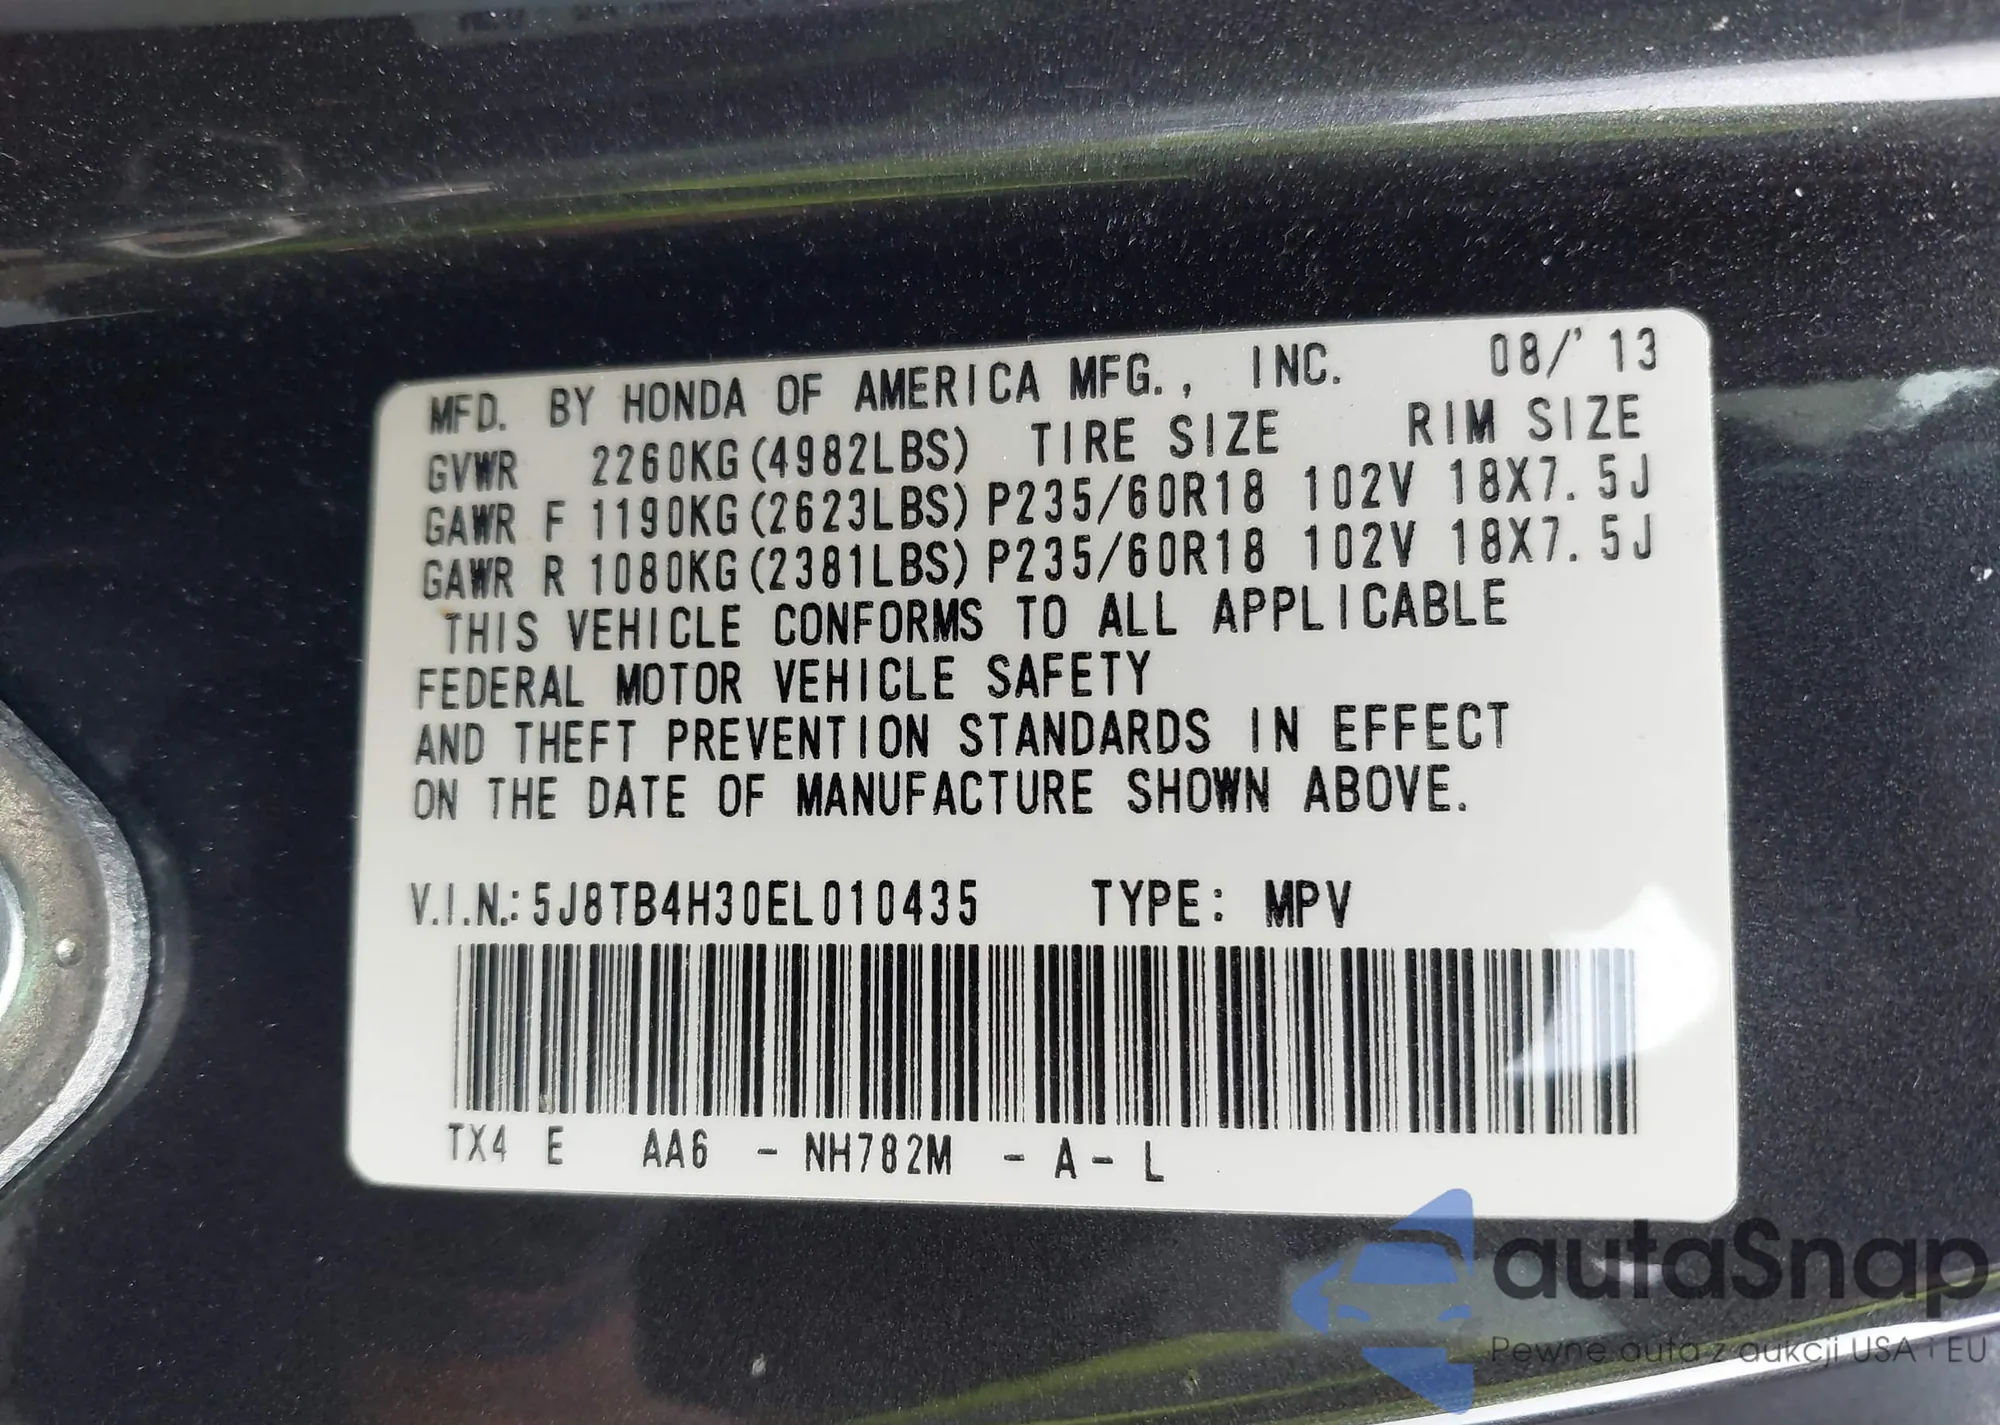 MFD. BY HONDA OF AMERICA MFG., INC. 08/'13
GVWR 2260KG(4982LBS) TIRE SIZE RIM SIZE
GAWR F 1190KG(2623LBS) P235/60R18 102V 18X7.5J
GAWR R 1080KG(2381LBS) P235/60R18 102V 18X7.5J
THIS VEHICLE CONFORMS TO ALL APPLICABLE
FEDERAL MOTOR VEHICLE SAFETY
AND THEFT PREVENTION STANDARDS IN EFFECT
ON THE DATE OF MANUFACTURE SHOWN ABOVE.
V.I.N.: 5J8TB4H30EL010435 TYPE: MPV
TX4 E AA6 - NH782M - A - L
autaSnap
Pewne auta z aukcji USA i EU